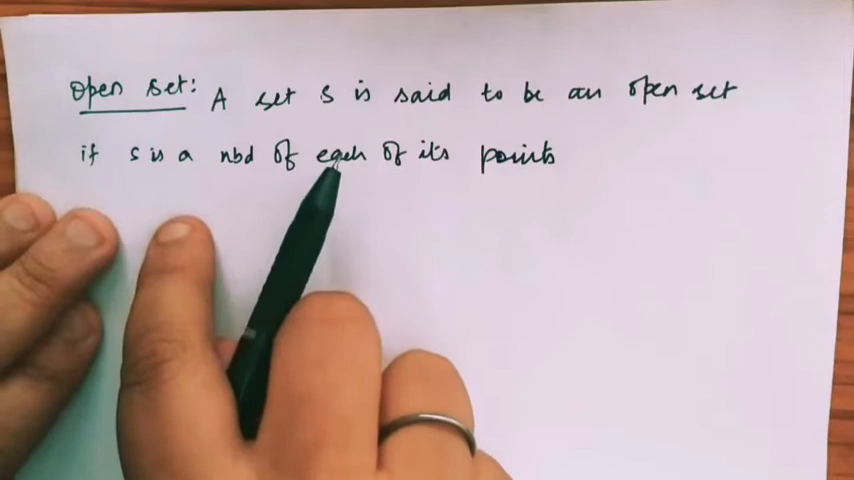 Open set: A set S is said to be an open set
if S is a nbd of each of its points